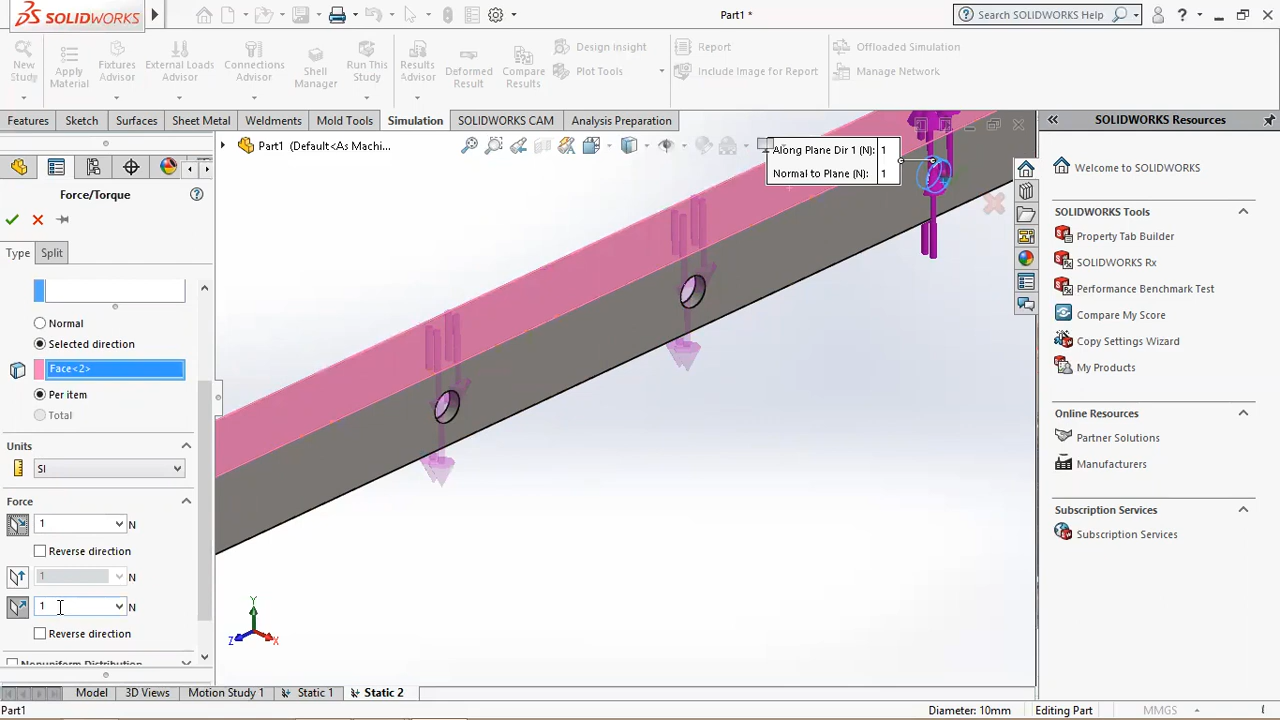 SOLIDWORKS
Part1 *
Search SOLIDWORKS Help
?
New Study
Apply Material
Fixtures Advisor
External Loads Advisor
Connections Advisor
Shell Manager
Run This Study
Results Advisor
Deformed Result
Compare Results
Design Insight
Plot Tools
Report
Include Image for Report
Offloaded Simulation
Manage Network
Features
Sketch
Surfaces
Sheet Metal
Weldments
Mold Tools
Simulation
SOLIDWORKS CAM
Analysis Preparation
SOLIDWORKS Resources
Part1 (Default<As Machi...
Along Plane Dir 1 (N): 1
Normal to Plane (N): 1
Force/Torque
?
Type
Split
Normal
Selected direction
Face<2>
Per item
Total
Units
SI
Force
1 N
Reverse direction
1 N
1 N
Reverse direction
Nonuniform Distribution
Y
Z
X
Welcome to SOLIDWORKS
SOLIDWORKS Tools
Property Tab Builder
SOLIDWORKS Rx
Performance Benchmark Test
Compare My Score
Copy Settings Wizard
My Products
Online Resources
Partner Solutions
Manufacturers
Subscription Services
Subscription Services
Model
3D Views
Motion Study 1
Static 1
Static 2
Part1
Diameter: 10mm
Editing Part
MMGS